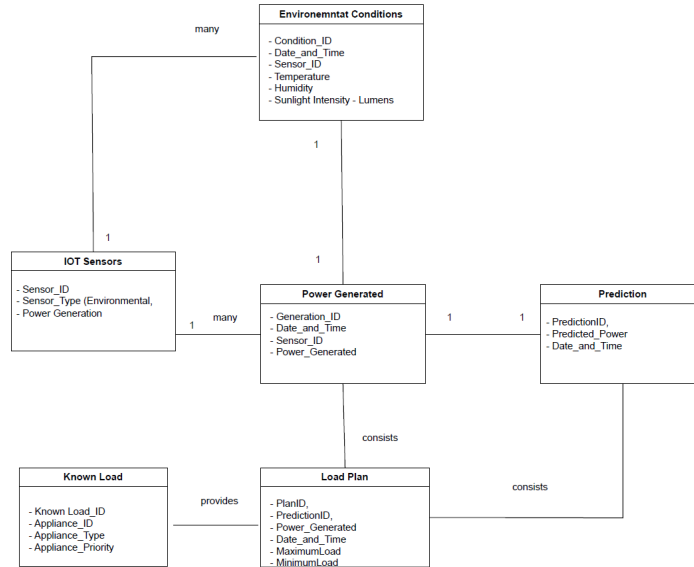 Environemntat Conditions
many
- Condition_ID
- Date_and_Time
- Sensor_ID
- Temperature
- Humidity
- Sunlight Intensity - Lumens
1
1
IOT Sensors
- Sensor_ID
- Sensor_Type (Environmental,
- Power Generation
1
Power Generated
- Generation_ID
- Date_and_Time
- Sensor_ID
- Power_Generated
Prediction
- PredictionID,
- Predicted_Power
- Date_and_Time
1
many
1
1
consists
consists
Known Load
- Known Load_ID
- Appliance_ID
- Appliance_Type
- Appliance_Priority
provides
Load Plan
- PlanID,
- PredictionID,
- Power_Generated
- Date_and_Time
- MaximumLoad
- MinimumLoad